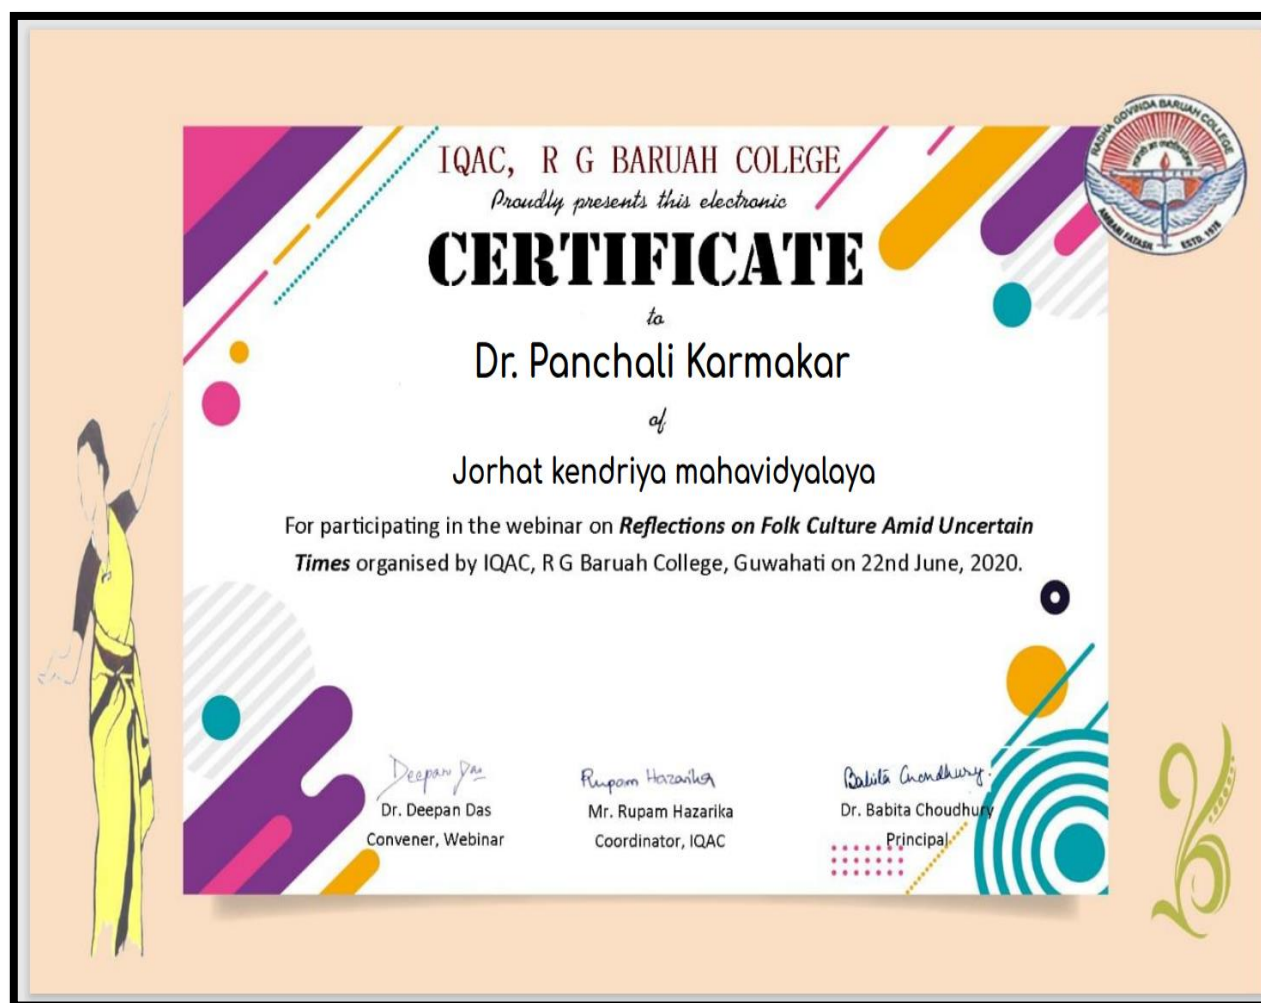 IQAC, R G BARUAH COLEGE
Proudly presents this electronic
CERTIFICATE
to
Dr. Panchali Karmakar
of
Jorhat kendriya mahavidyalaya
For participating in the webinar on Reflections on Folk Culture Amid Uncertain
Times organised by IQAC, R G Baruah College, Guwahati on 22nd June, 2020.
RADHA GOVINDA BARUAH COLLEGE
FATASIL ESTD. 1978
Deepan Das
Rupam Hazarika
Babita Choudhury.
Dr. Deepan Das
Mr. Rupam Hazarika
Dr. Babita Choudhury
Convener, Webinar
Coordinator, IQAC
Principal